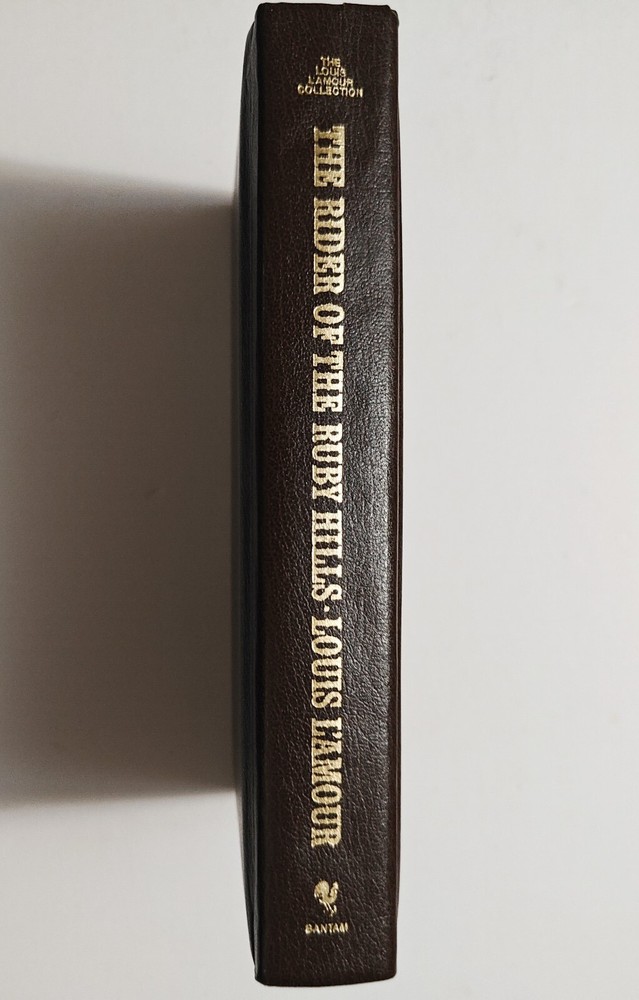 THE
LOUIS
L'AMOUR
COLLECTION
THE RIDER OF THE RUBY HILLS · LOUIS L'AMOUR
BANTAM